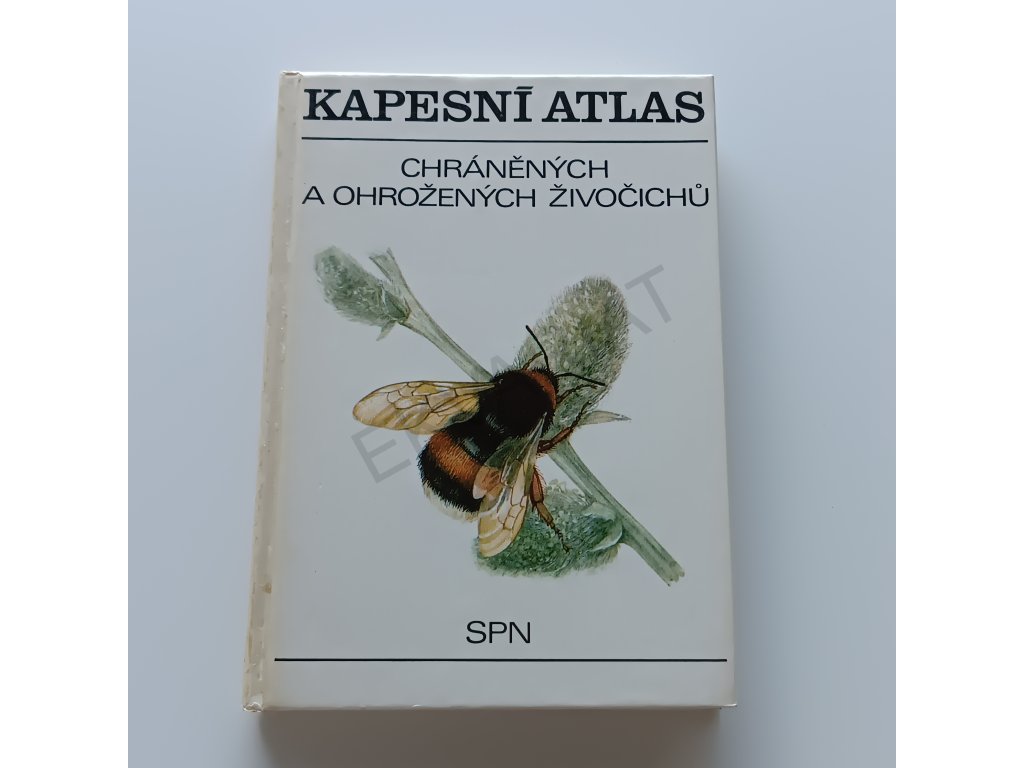 KAPESNÍ ATLAS
CHRÁNĚNÝCH
A OHROŽENÝCH ŽIVOČICHŮ
SPN